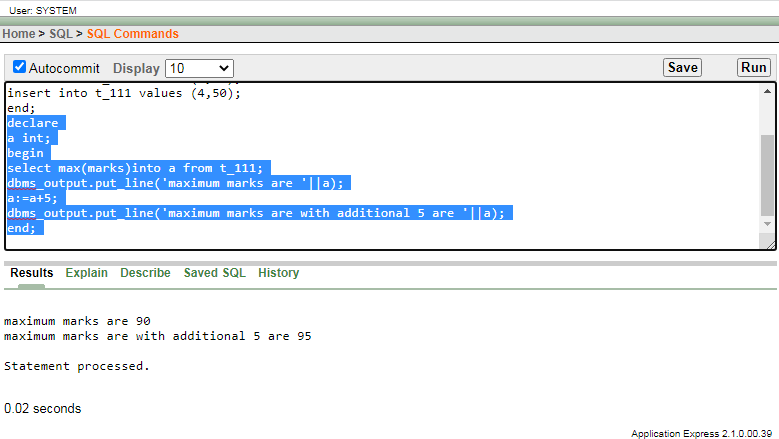 User: SYSTEM
Home > SQL > SQL Commands
Autocommit Display 10 Save Run
insert into t_111 values (4,50);
end;
declare
a int;
begin
select max(marks)into a from t_111;
dbms_output.put_line('maximum marks are '||a);
a:=a+5;
dbms_output.put_line('maximum marks are with additional 5 are '||a);
end;
Results Explain Describe Saved SQL History
maximum marks are 90
maximum marks are with additional 5 are 95
Statement processed.
0.02 seconds
Application Express 2.1.0.00.39